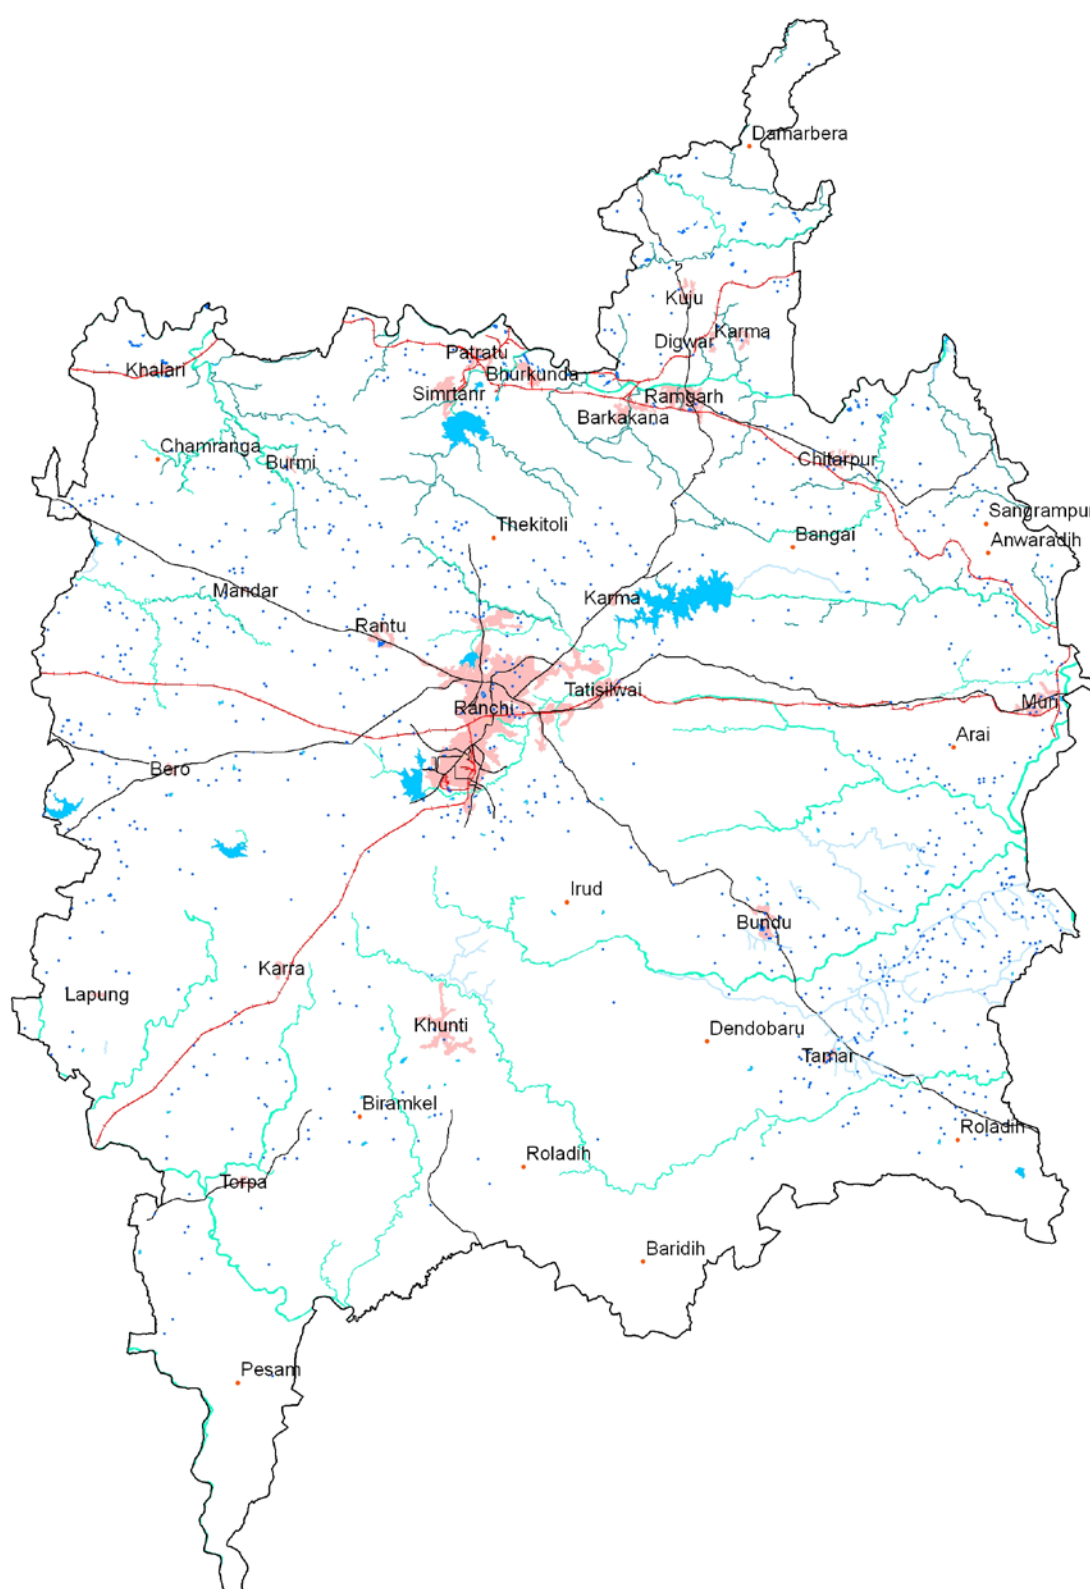 Damarbera
Kuju
Karma
Digwar
Patratu
Khalari
Bhurkunda
Ramgarh
Barkakana
Chamranga
Burmi
Chitarpur
Sangrampur
Thekitoli
Bangai
Anwaradih
Mandar
Karma
Rantu
Tatisilwai
Ranchi
Muri
Arai
Bero
Irud
Bundu
Karra
Lapung
Khunti
Dendobaru
Tamar
Biramkel
Roladih
Roladih
Torpa
Baridih
Pesam